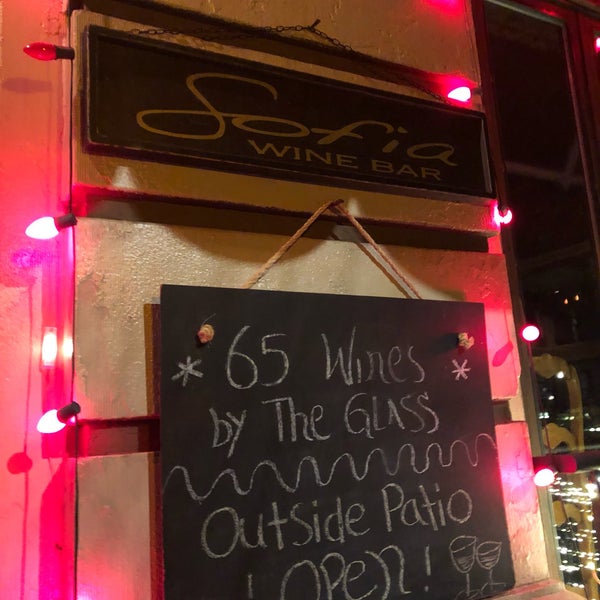 Sofia
WINE BAR
* 65 Wines *
by The GLASS
Outside Patio
! OPEN!